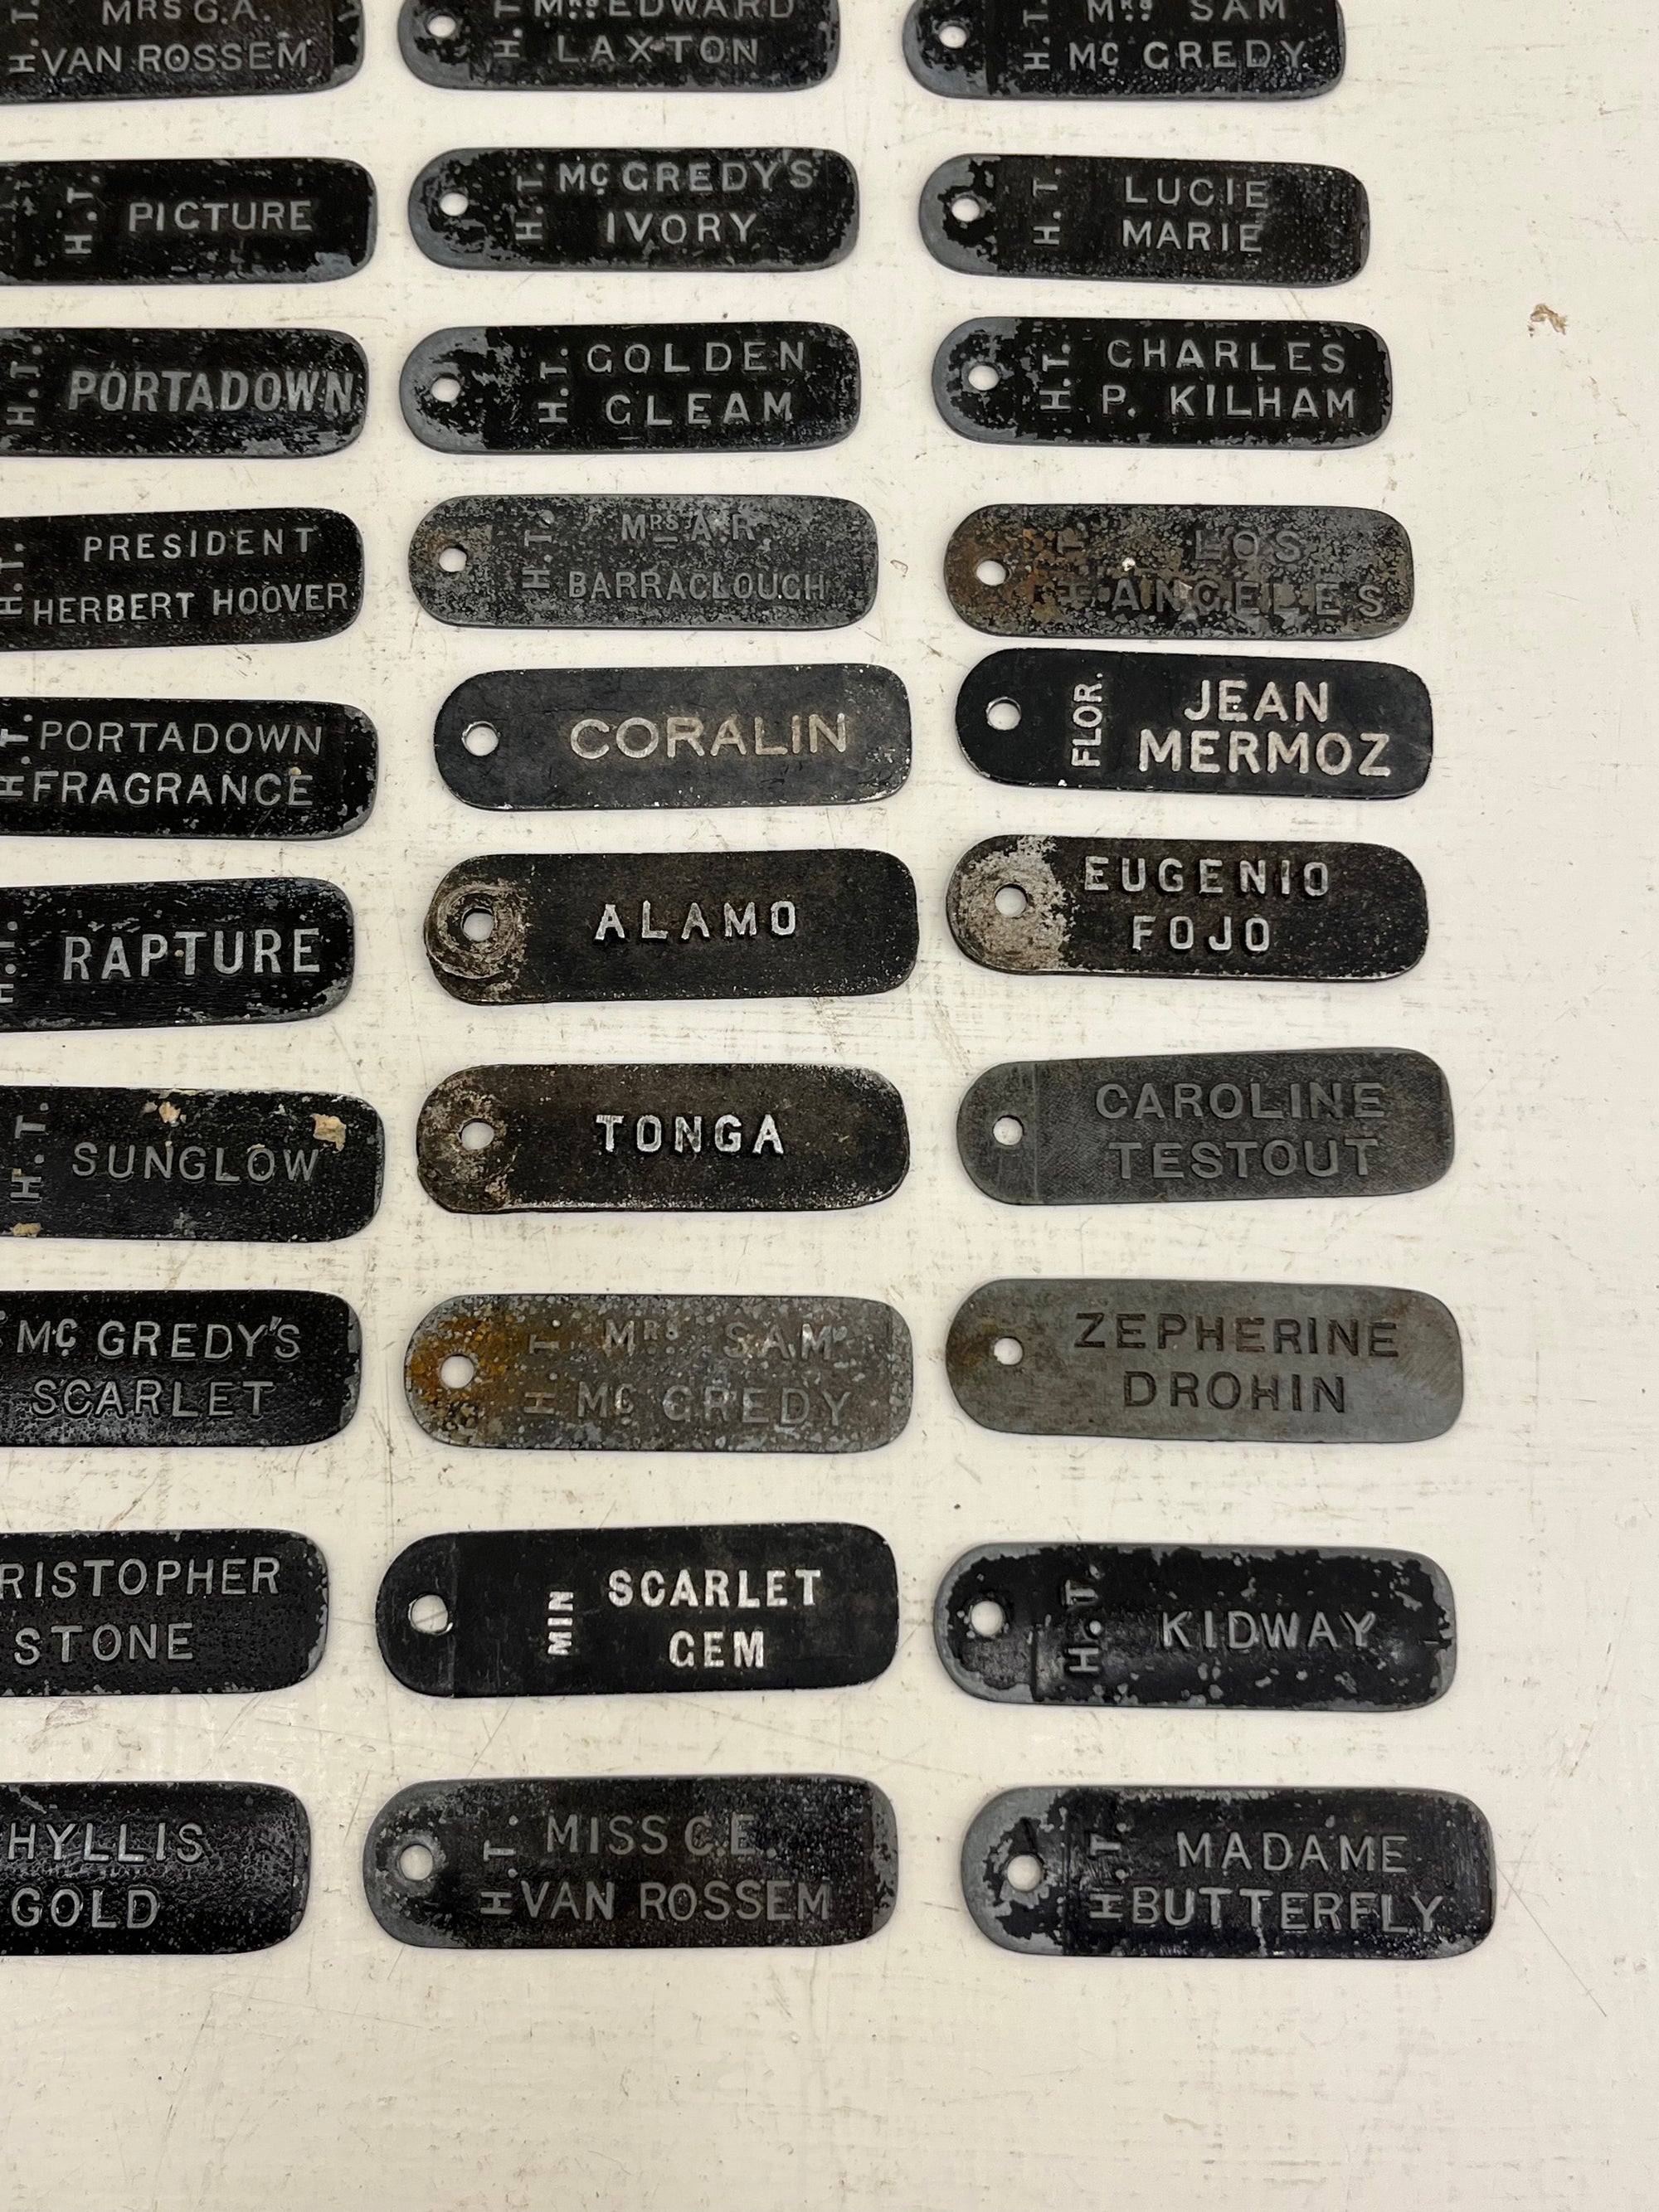 H.T.
MRS G.A.
VAN ROSSEM
H.T.
MRS EDWARD
LAXTON
H.T.
MRS SAM
MC GREDY
H.T.
PICTURE
H.T.
MC GREDY'S
IVORY
H.T.
LUCIE
MARIE
H.T.
PORTADOWN
H.T.
GOLDEN
GLEAM
H.T.
CHARLES
P. KILHAM
H.T.
PRESIDENT
HERBERT HOOVER
H.T.
MRS A.R.
BARRACLOUGH
H.T.
LOS
ANGELES
H.T.
PORTADOWN
FRAGRANCE
CORALIN
FLOR.
JEAN
MERMOZ
H.T.
RAPTURE
ALAMO
EUGENIO
FOJO
H.T.
SUNGLOW
TONGA
CAROLINE
TESTOUT
MC GREDY'S
SCARLET
H.T.
MRS SAM
MC GREDY
ZEPHERINE
DROHIN
RISTOPHER
STONE
MIN
SCARLET
GEM
H.T.
KIDWAY
HYLLIS
GOLD
H.T.
MISS C.E.
VAN ROSSEM
H.T.
MADAME
BUTTERFLY